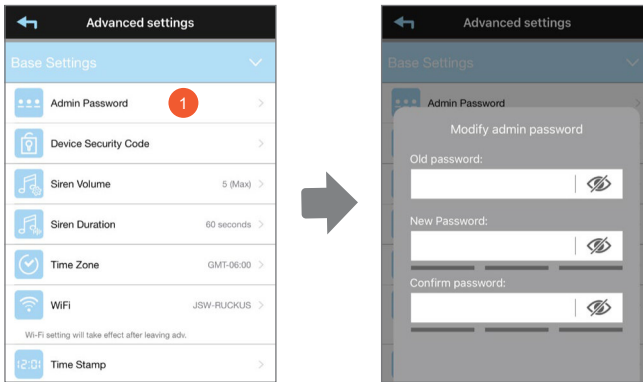 Advanced settings
Base Settings
Admin Password 1
Device Security Code
Siren Volume 5 (Max)
Siren Duration 60 seconds
Time Zone GMT-06:00
WiFi JSW-RUCKUS
Wi-Fi setting will take effect after leaving adv.
12:01 Time Stamp
Advanced settings
Base Settings
Admin Password
Modify admin password
Old password:
New Password:
Confirm password: